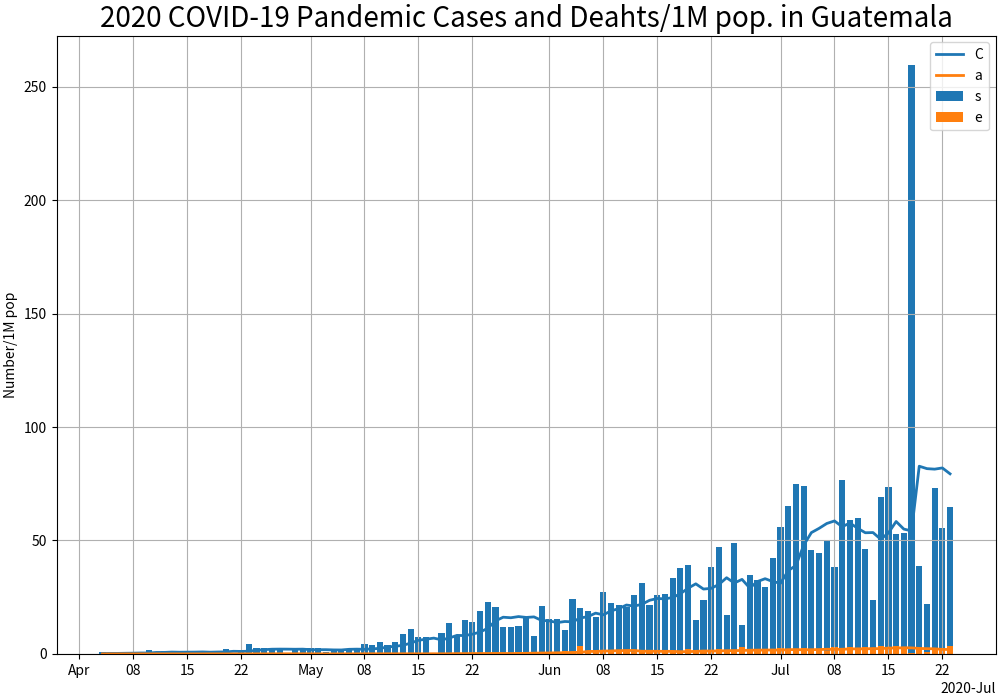 2020 COVID-19 Pandemic Cases and Deahts/1M pop. in Guatemala
C
a
s
e
250
200
150
100
50
0
Number/1M pop
Apr 08 15 22 May 08 15 22 Jun 08 15 22 Jul 08 15 22
2020-Jul